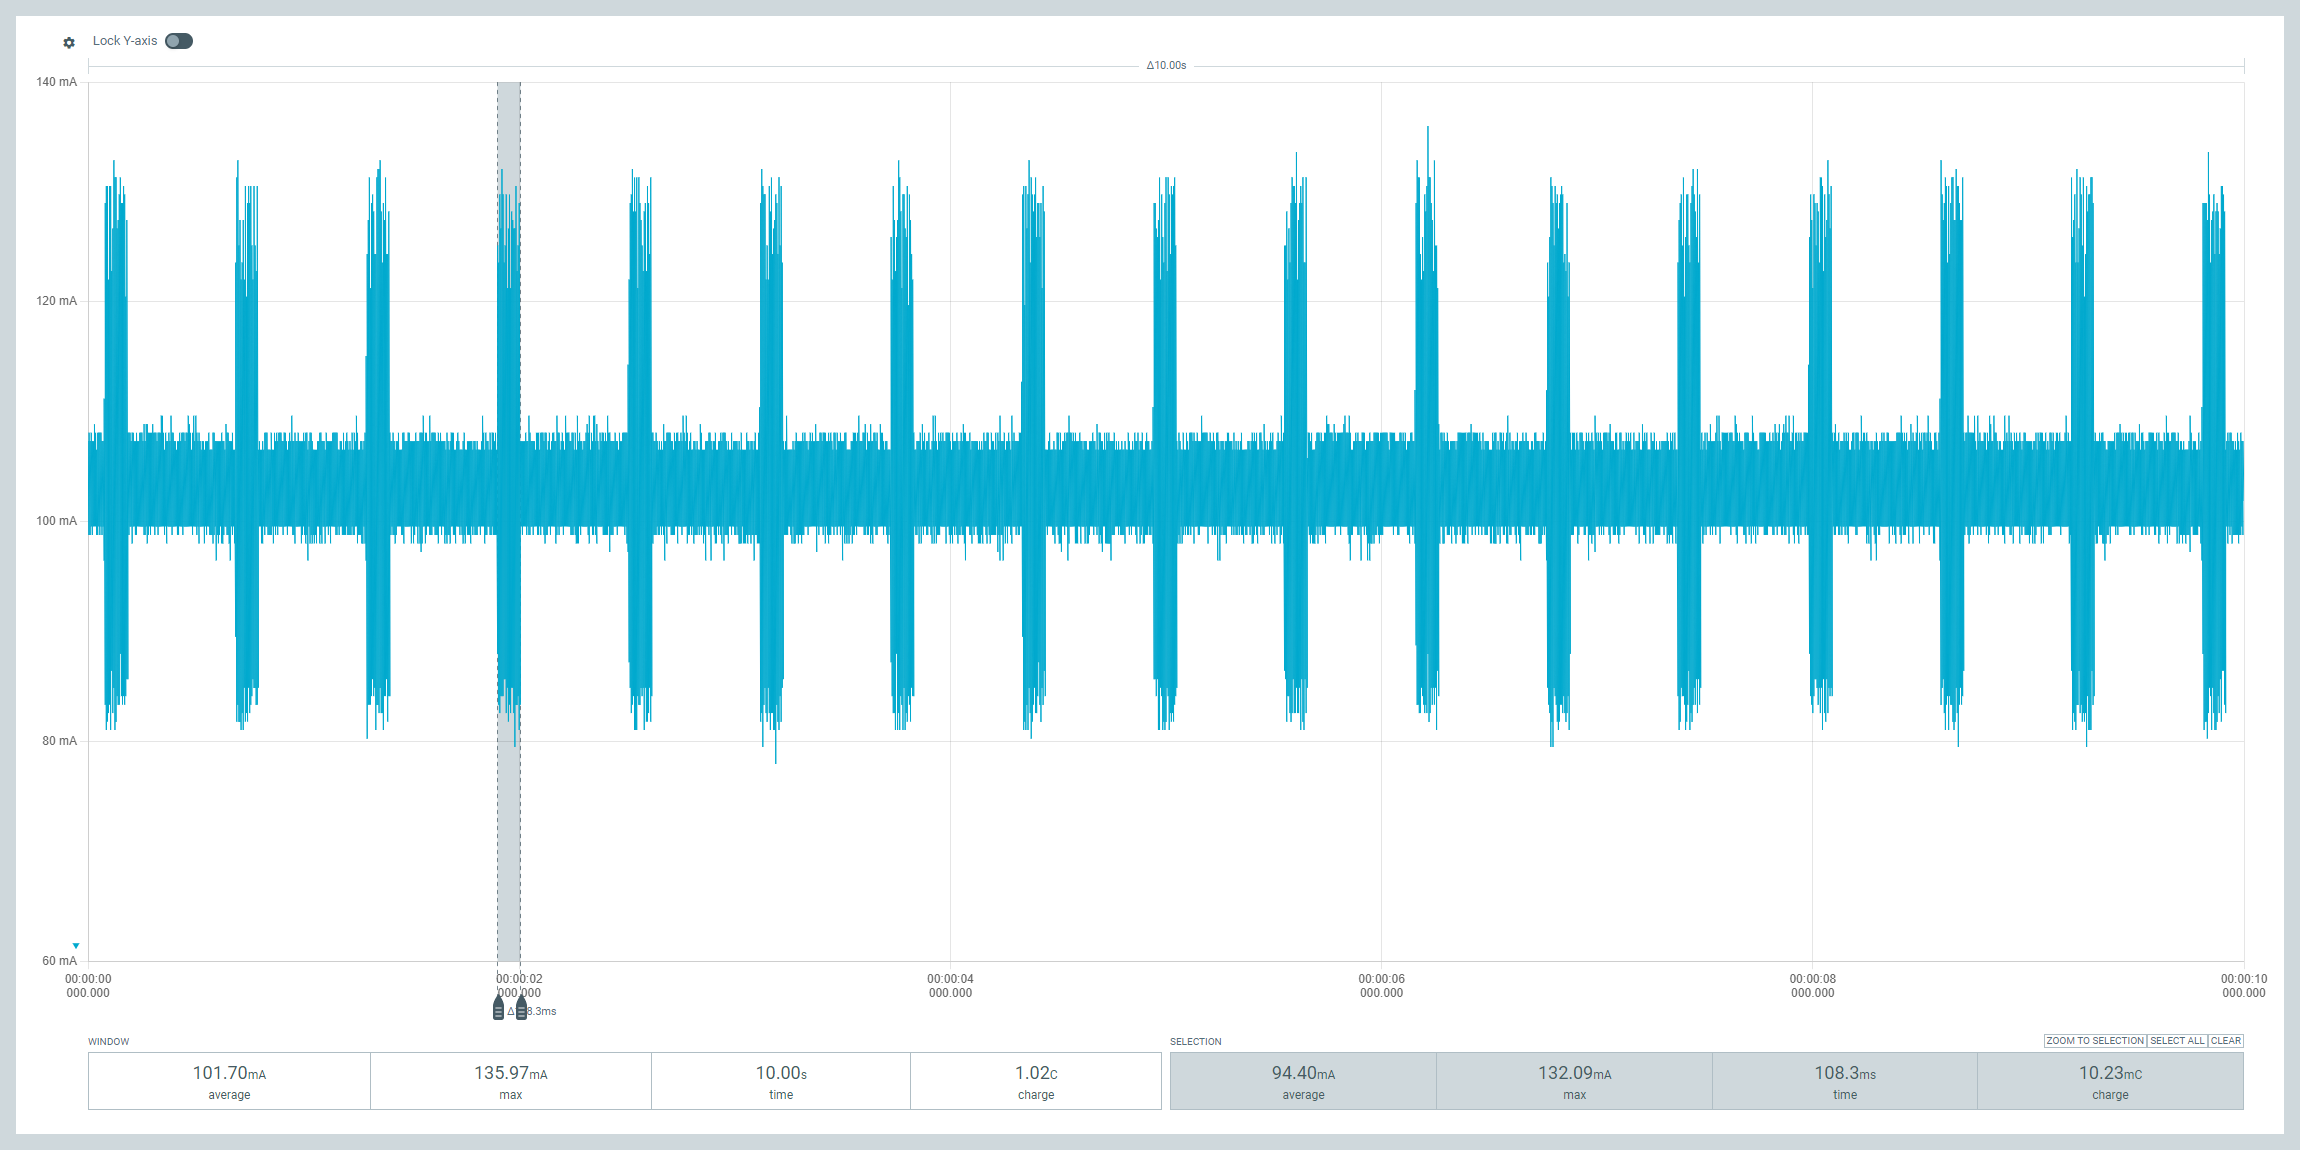 Lock Y-axis
Δ10.00s
140 mA
120 mA
100 mA
80 mA
60 mA
00:00:00 00:00:02 00:00:04 00:00:06 00:00:08 00:00:10
000.000 000.000 000.000 000.000 000.000 000.000
8.3ms
WINDOW
101.70mA 135.97mA 10.00s 1.02C
average max time charge
SELECTION
ZOOM TO SELECTION SELECT ALL CLEAR
94.40mA 132.09mA 108.3ms 10.23mC
average max time charge